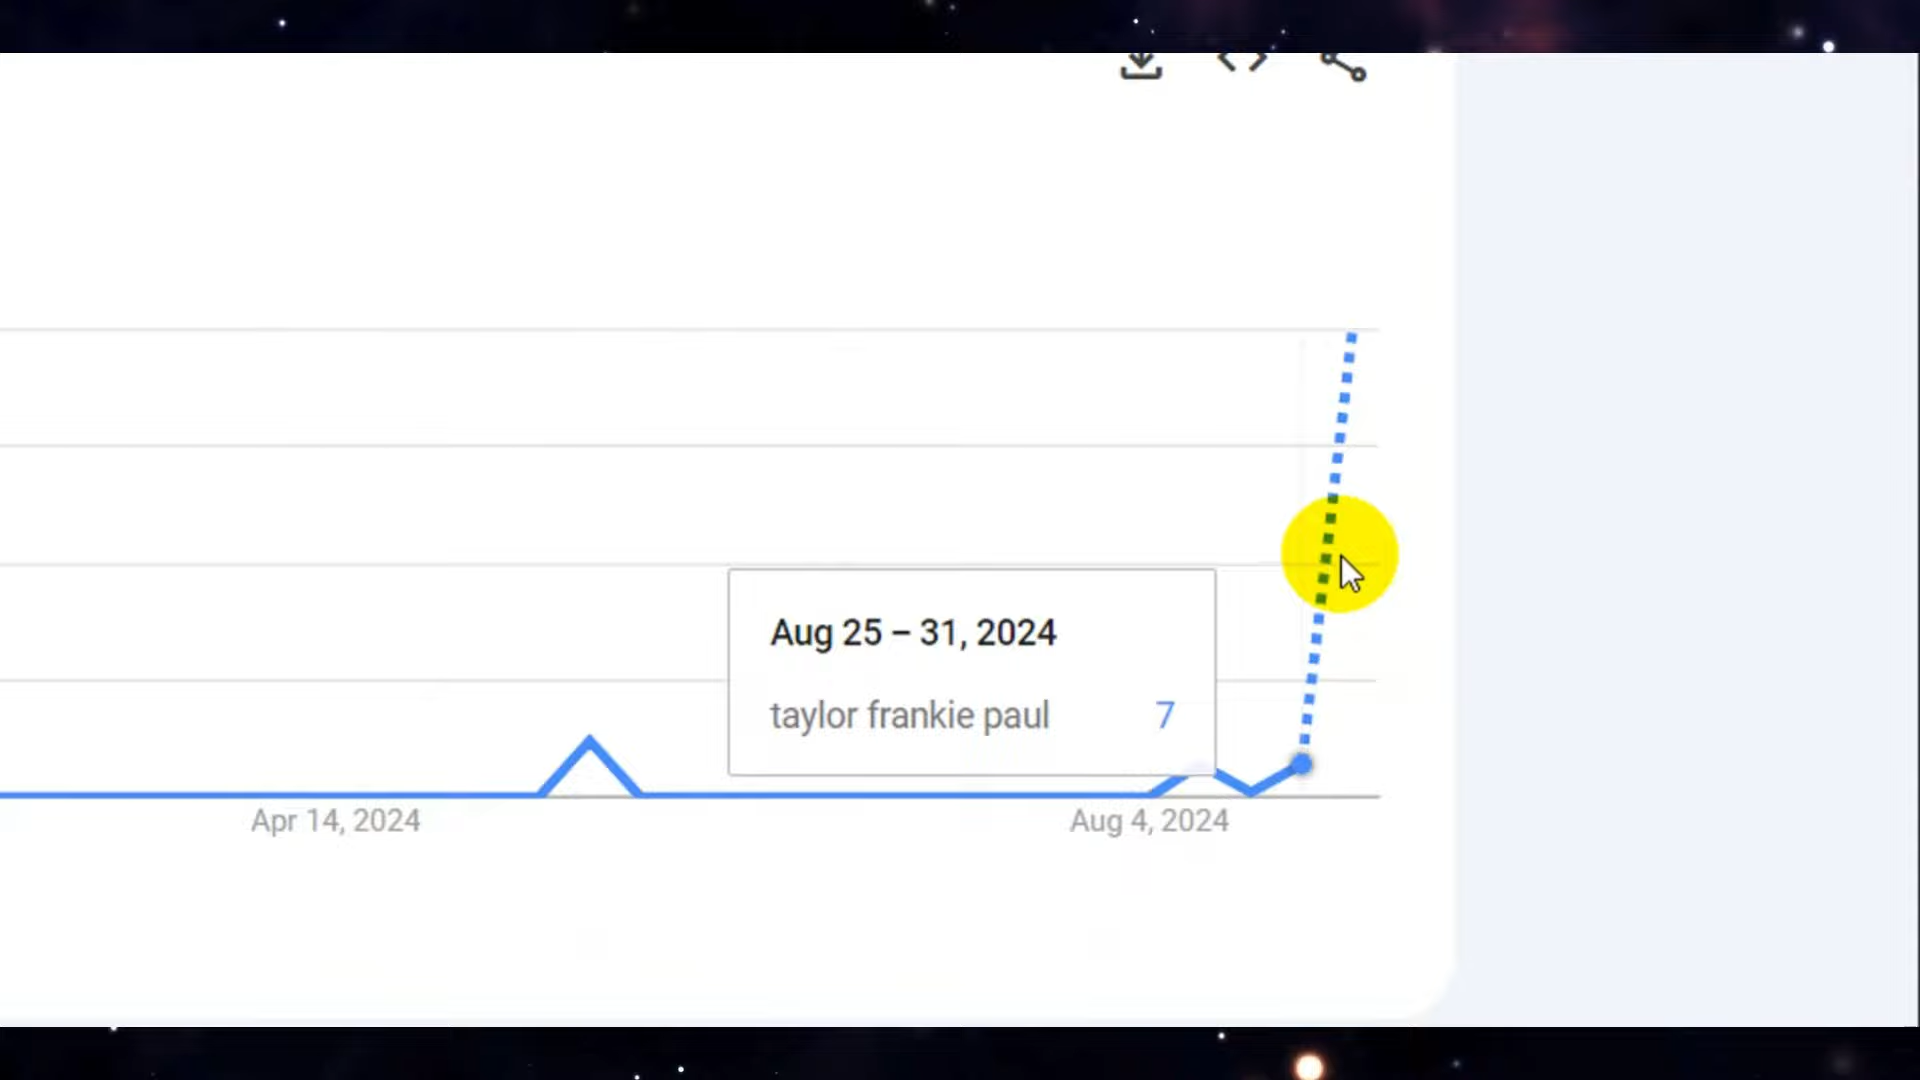 Aug 25 – 31, 2024
taylor frankie paul 7
Apr 14, 2024
Aug 4, 2024